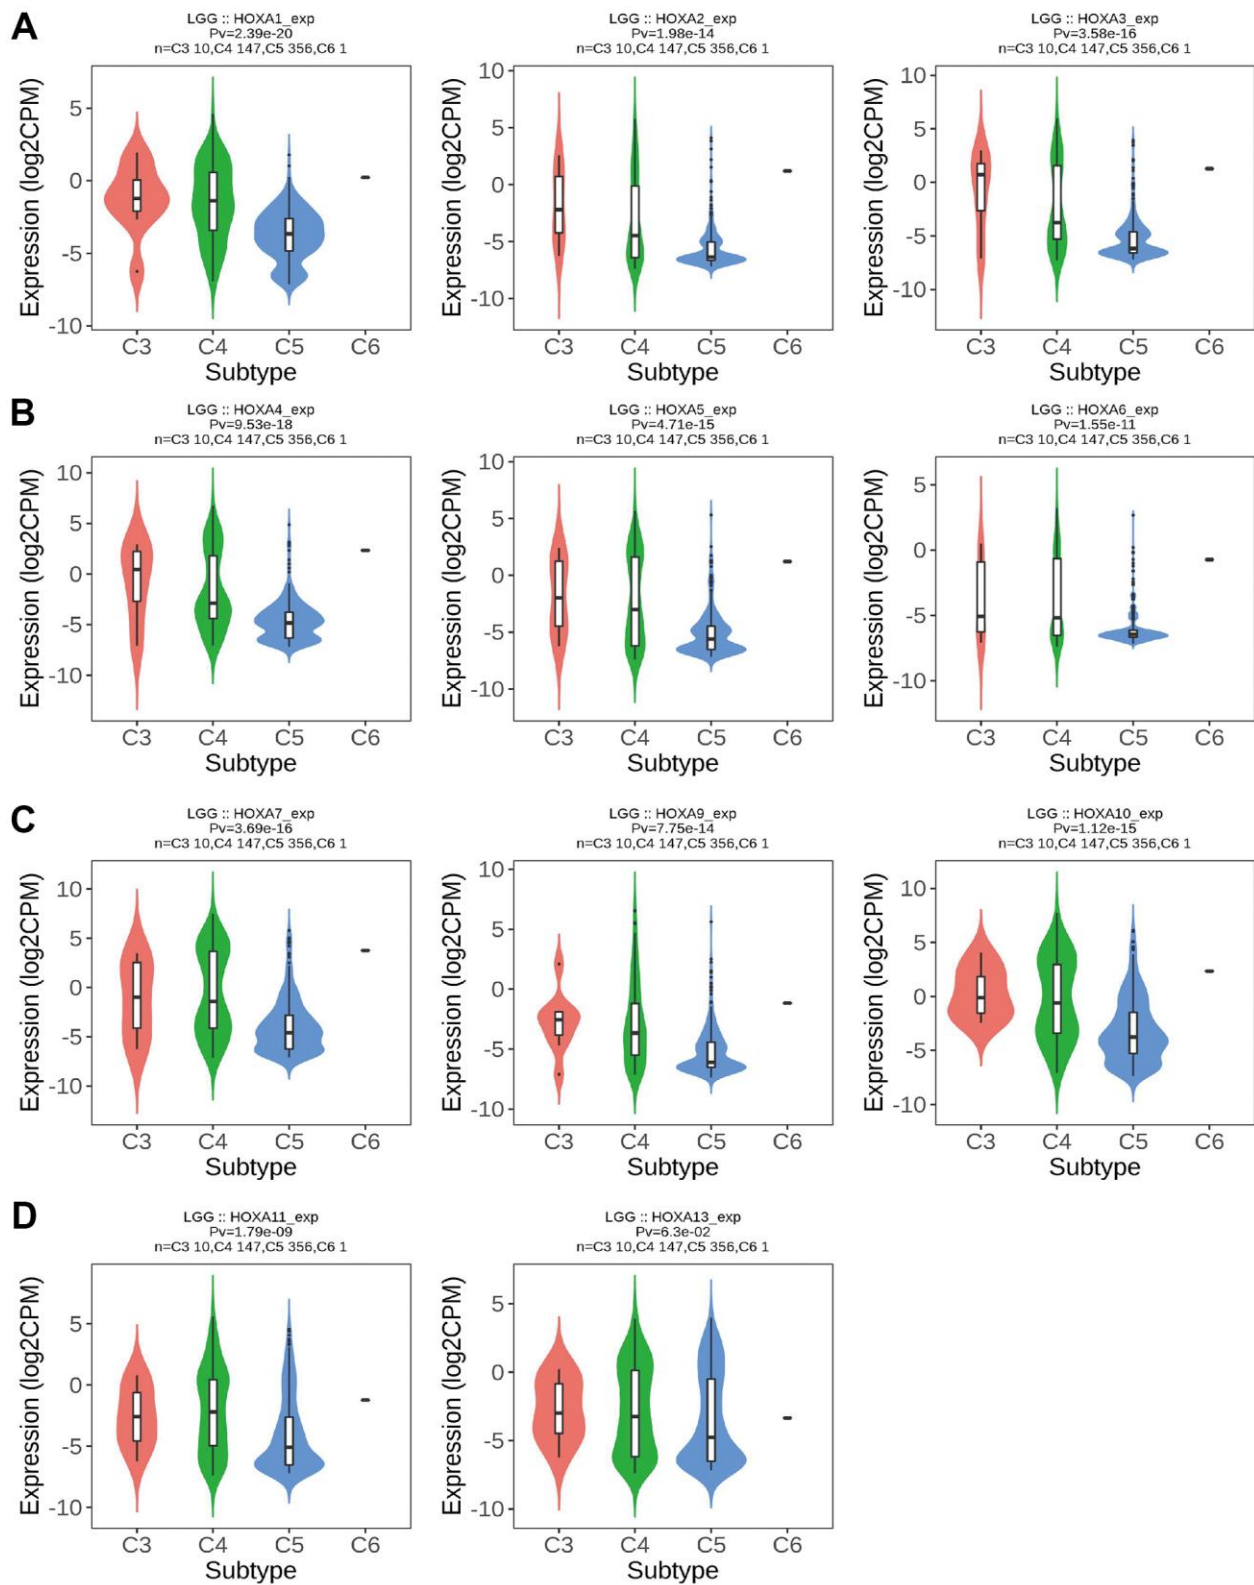 A
LGG :: HOXA1_exp
Pv=2.39e-20
n=C3 10,C4 147,C5 356,C6 1
Expression (log2CPM)
5
0
-5
-10
C3 C4 C5 C6
Subtype
LGG :: HOXA2_exp
Pv=1.98e-14
n=C3 10,C4 147,C5 356,C6 1
Expression (log2CPM)
10
5
0
-5
-10
C3 C4 C5 C6
Subtype
LGG :: HOXA3_exp
Pv=3.58e-16
n=C3 10,C4 147,C5 356,C6 1
Expression (log2CPM)
10
5
0
-5
-10
C3 C4 C5 C6
Subtype
B
LGG :: HOXA4_exp
Pv=9.53e-18
n=C3 10,C4 147,C5 356,C6 1
Expression (log2CPM)
10
5
0
-5
-10
C3 C4 C5 C6
Subtype
LGG :: HOXA5_exp
Pv=4.71e-15
n=C3 10,C4 147,C5 356,C6 1
Expression (log2CPM)
10
5
0
-5
-10
C3 C4 C5 C6
Subtype
LGG :: HOXA6_exp
Pv=1.55e-11
n=C3 10,C4 147,C5 356,C6 1
Expression (log2CPM)
5
0
-5
-10
C3 C4 C5 C6
Subtype
C
LGG :: HOXA7_exp
Pv=3.69e-16
n=C3 10,C4 147,C5 356,C6 1
Expression (log2CPM)
10
5
0
-5
-10
C3 C4 C5 C6
Subtype
LGG :: HOXA9_exp
Pv=7.75e-14
n=C3 10,C4 147,C5 356,C6 1
Expression (log2CPM)
10
5
0
-5
-10
C3 C4 C5 C6
Subtype
LGG :: HOXA10_exp
Pv=1.12e-15
n=C3 10,C4 147,C5 356,C6 1
Expression (log2CPM)
10
5
0
-5
-10
C3 C4 C5 C6
Subtype
D
LGG :: HOXA11_exp
Pv=1.79e-09
n=C3 10,C4 147,C5 356,C6 1
Expression (log2CPM)
5
0
-5
-10
C3 C4 C5 C6
Subtype
LGG :: HOXA13_exp
Pv=6.3e-02
n=C3 10,C4 147,C5 356,C6 1
Expression (log2CPM)
5
0
-5
-10
C3 C4 C5 C6
Subtype